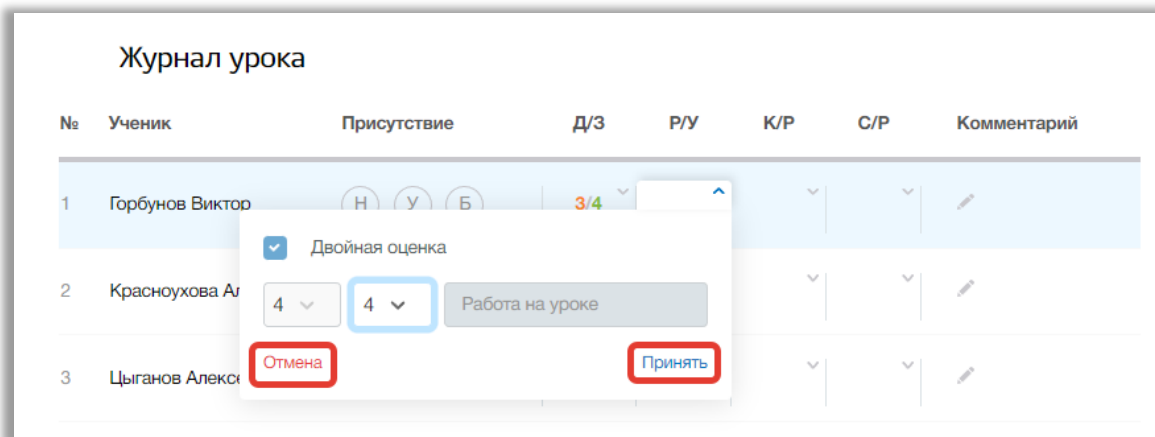 Журнал урока
№ Ученик Присутствие Д/З Р/У К/Р С/Р Комментарий
1 Горбунов Виктор Н У Б 3/4
Двойная оценка
2 Красноухова Ал
4 4 Работа на уроке
Отмена Принять
3 Цыганов Алексе